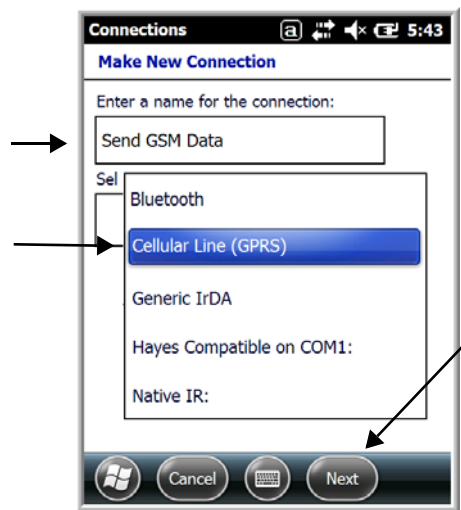 Connections a 5:43
Make New Connection
Enter a name for the connection:
Send GSM Data
Sel
Bluetooth
Cellular Line (GPRS)
Generic IrDA
Hayes Compatible on COM1:
Native IR:
Cancel Next